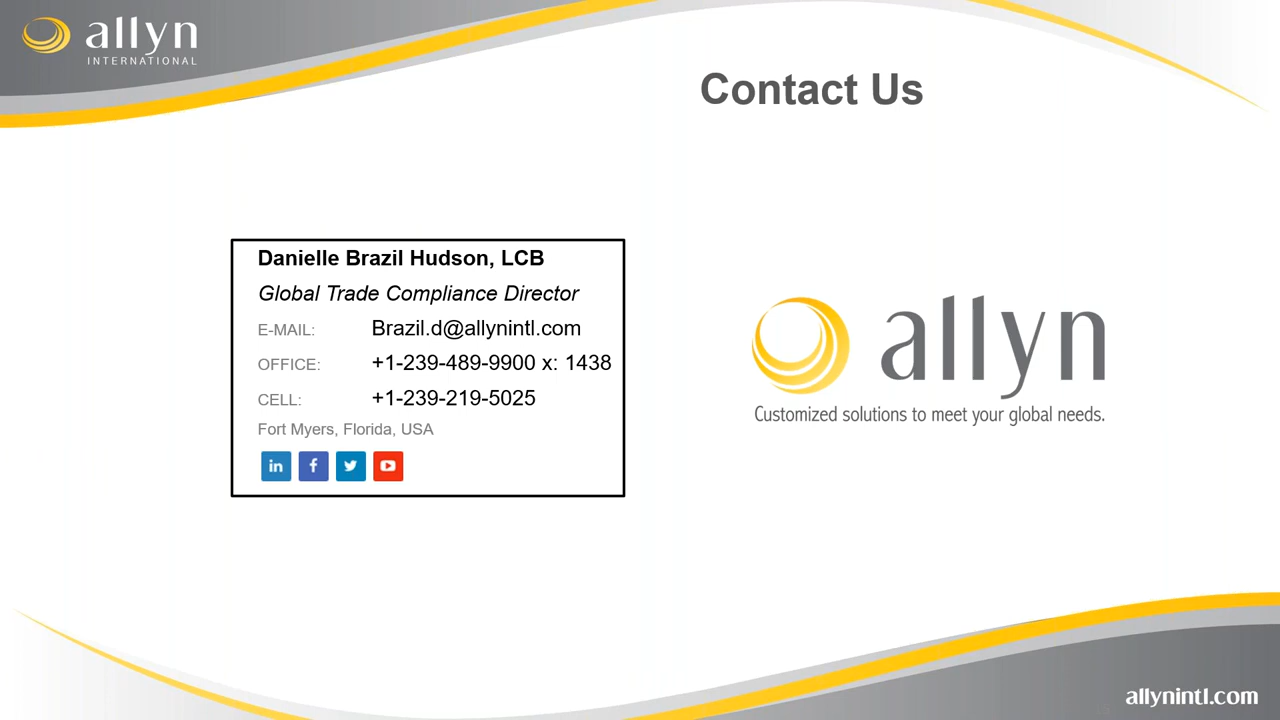 allyn
INTERNATIONAL
Contact Us
Danielle Brazil Hudson, LCB
Global Trade Compliance Director
E-MAIL: Brazil.d@allynintl.com
OFFICE: +1-239-489-9900 x: 1438
CELL: +1-239-219-5025
Fort Myers, Florida, USA
in f
allyn
Customized solutions to meet your global needs.
allynintl.com